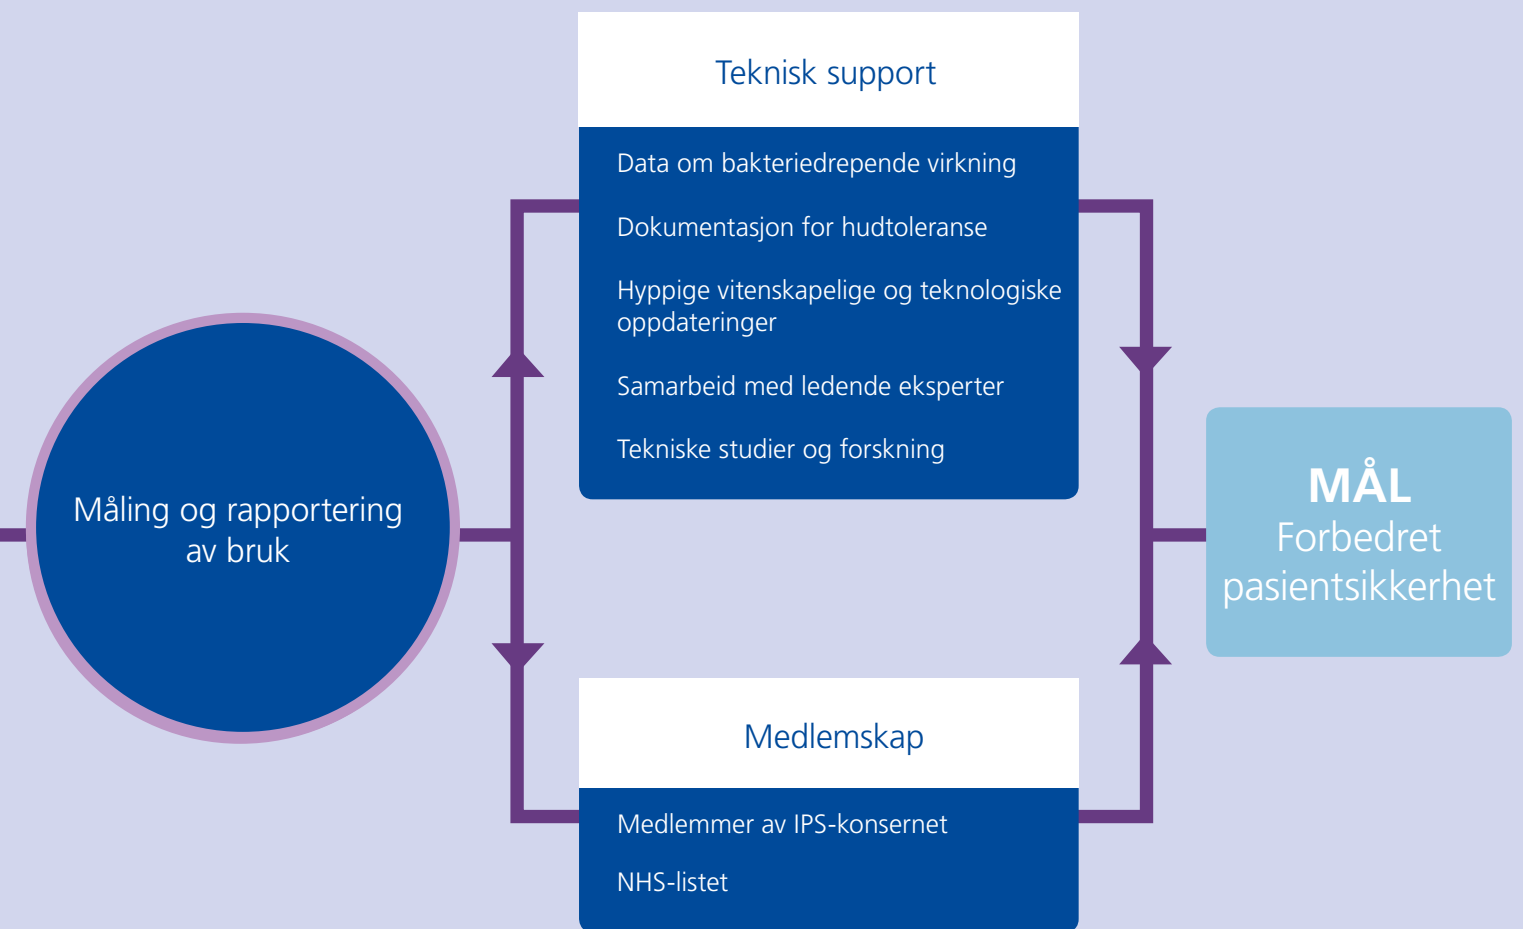 Måling og rapportering
av bruk
Teknisk support
Data om bakteriedrepende virkning
Dokumentasjon for hudtoleranse
Hyppige vitenskapelige og teknologiske
oppdateringer
Samarbeid med ledende eksperter
Tekniske studier og forskning
Medlemskap
Medlemmer av IPS-konsernet
NHS-listet
MÅL
Forbedret
pasientsikkerhet